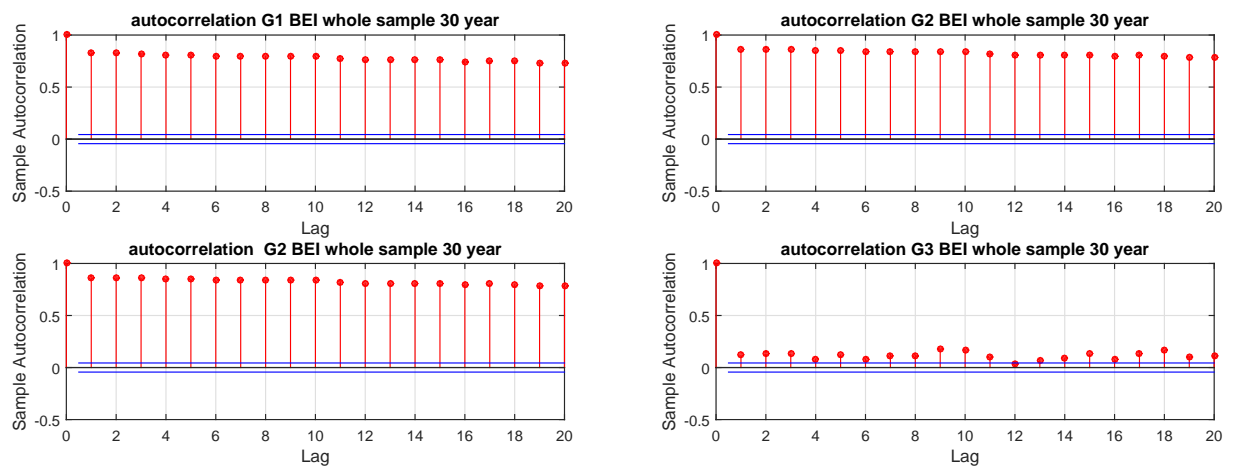 autocorrelation G1 BEI whole sample 30 year
1
0.5
0
-0.5
Sample Autocorrelation
0 2 4 6 8 10 12 14 16 18 20
Lag
autocorrelation G2 BEI whole sample 30 year
1
0.5
0
-0.5
Sample Autocorrelation
0 2 4 6 8 10 12 14 16 18 20
Lag
autocorrelation G2 BEI whole sample 30 year
1
0.5
0
-0.5
Sample Autocorrelation
0 2 4 6 8 10 12 14 16 18 20
Lag
autocorrelation G3 BEI whole sample 30 year
1
0.5
0
-0.5
Sample Autocorrelation
0 2 4 6 8 10 12 14 16 18 20
Lag